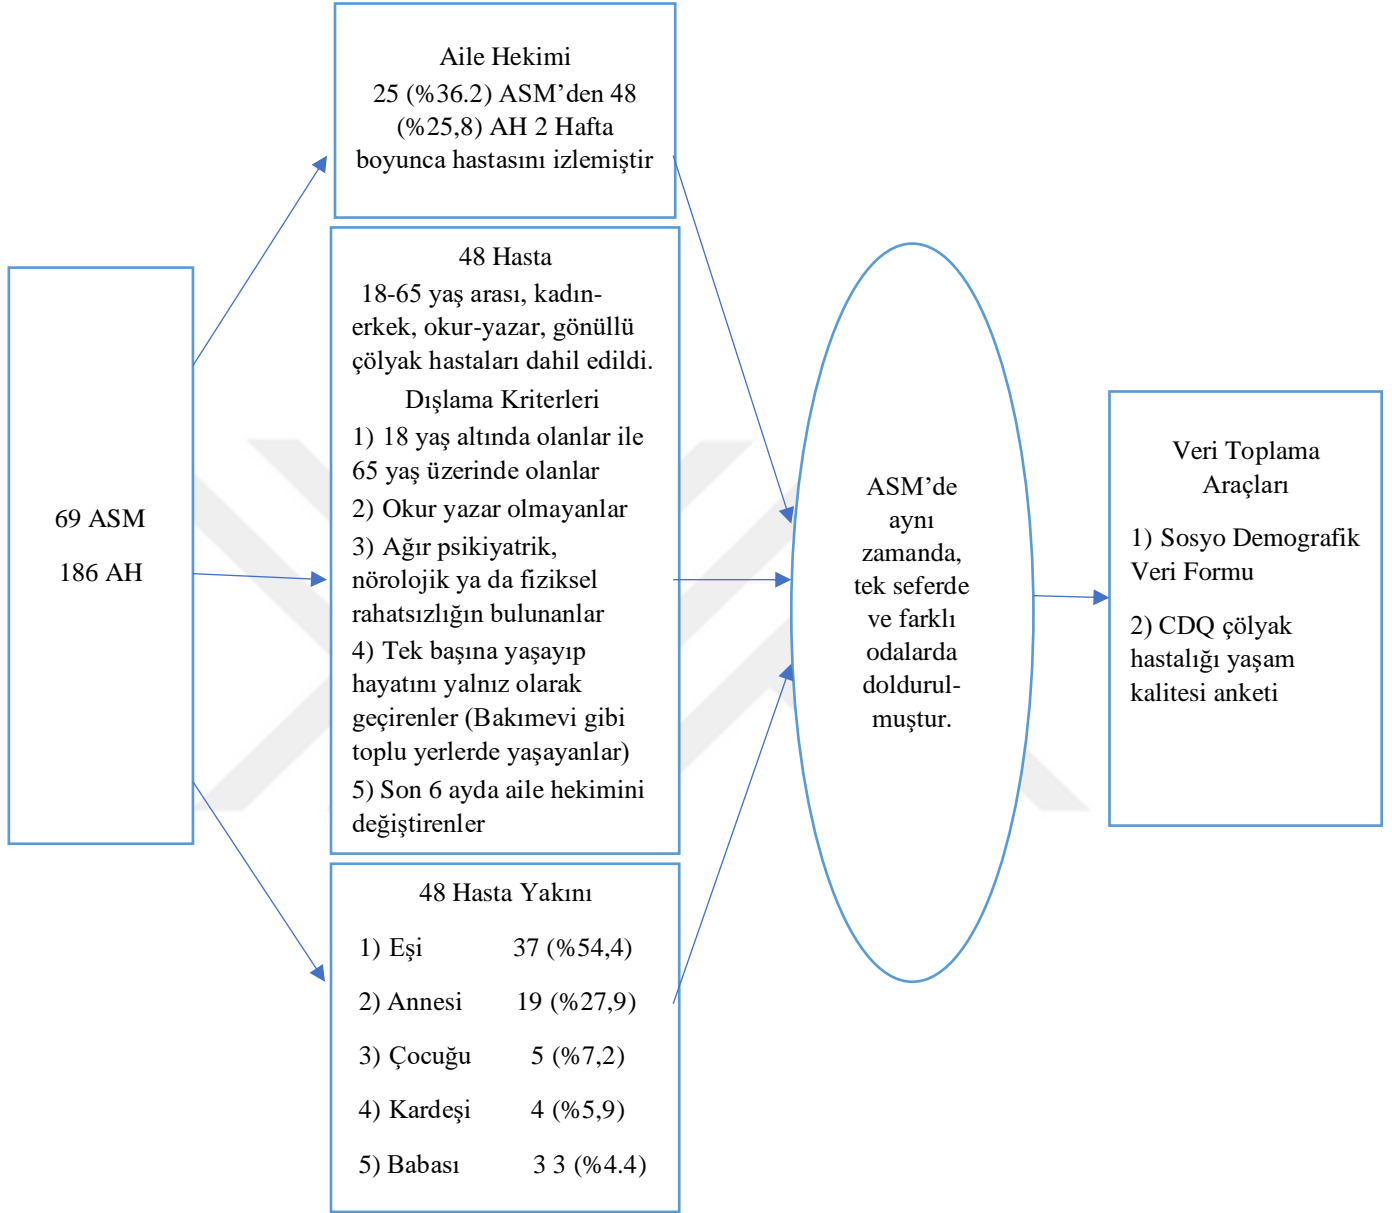 69 ASM
186 AH
Aile Hekimi
25 (%36.2) ASM’den 48
(%25,8) AH 2 Hafta
boyunca hastasını izlemiştir
48 Hasta
18-65 yaş arası, kadın-
erkek, okur-yazar, gönüllü
çölyak hastaları dahil edildi.
Dışlama Kriterleri
1) 18 yaş altında olanlar ile
65 yaş üzerinde olanlar
2) Okur yazar olmayanlar
3) Ağır psikiyatrik,
nörolojik ya da fiziksel
rahatsızlığın bulunanlar
4) Tek başına yaşayıp
hayatını yalnız olarak
geçirenler (Bakımevi gibi
toplu yerlerde yaşayanlar)
5) Son 6 ayda aile hekimini
değiştirenler
48 Hasta Yakını
1) Eşi 37 (%54,4)
2) Annesi 19 (%27,9)
3) Çocuğu 5 (%7,2)
4) Kardeşi 4 (%5,9)
5) Babası 3 3 (%4.4)
ASM’de
aynı
zamanda,
tek seferde
ve farklı
odalarda
doldurul-
muştur.
Veri Toplama
Araçları
1) Sosyo Demografik
Veri Formu
2) CDQ çölyak
hastalığı yaşam
kalitesi anketi